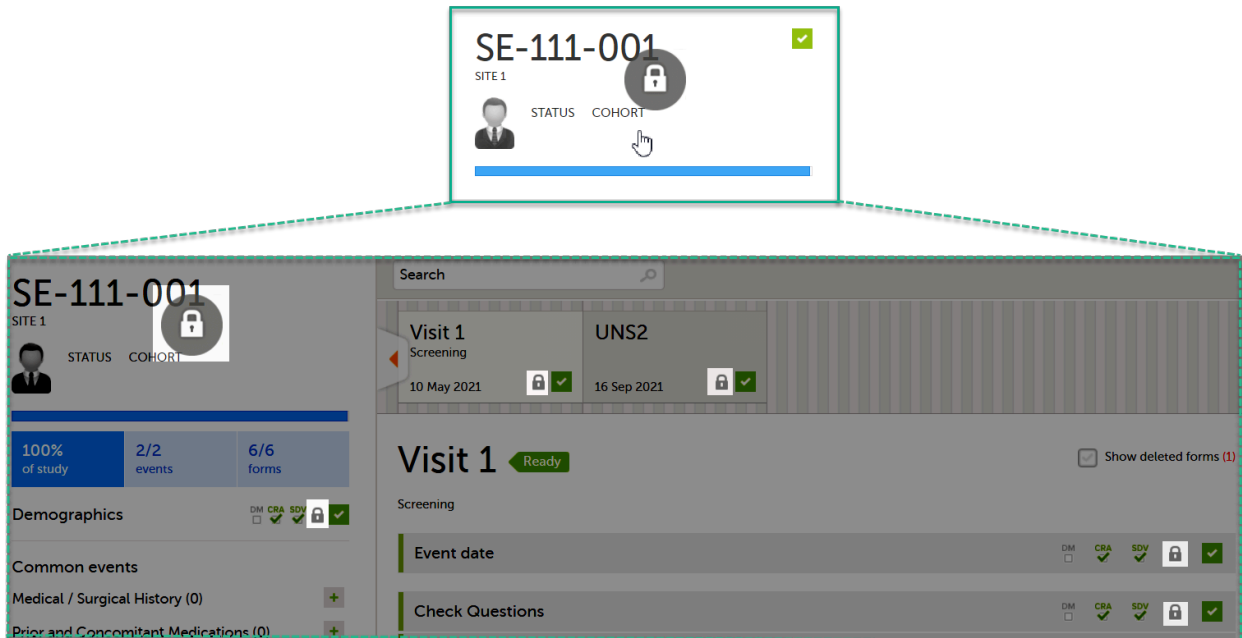 SE-111-001
SITE 1
STATUS COHORT
SE-111-001
SITE 1
STATUS COHORT
100% of study
2/2 events
6/6 forms
Demographics
DM CRA SDV
Common events
Medical / Surgical History (0)
Prior and Concomitant Medications (0)
Search
Visit 1
Screening
10 May 2021
UNS2
16 Sep 2021
Visit 1 Ready
Show deleted forms (1)
Screening
Event date
DM CRA SDV
Check Questions
DM CRA SDV